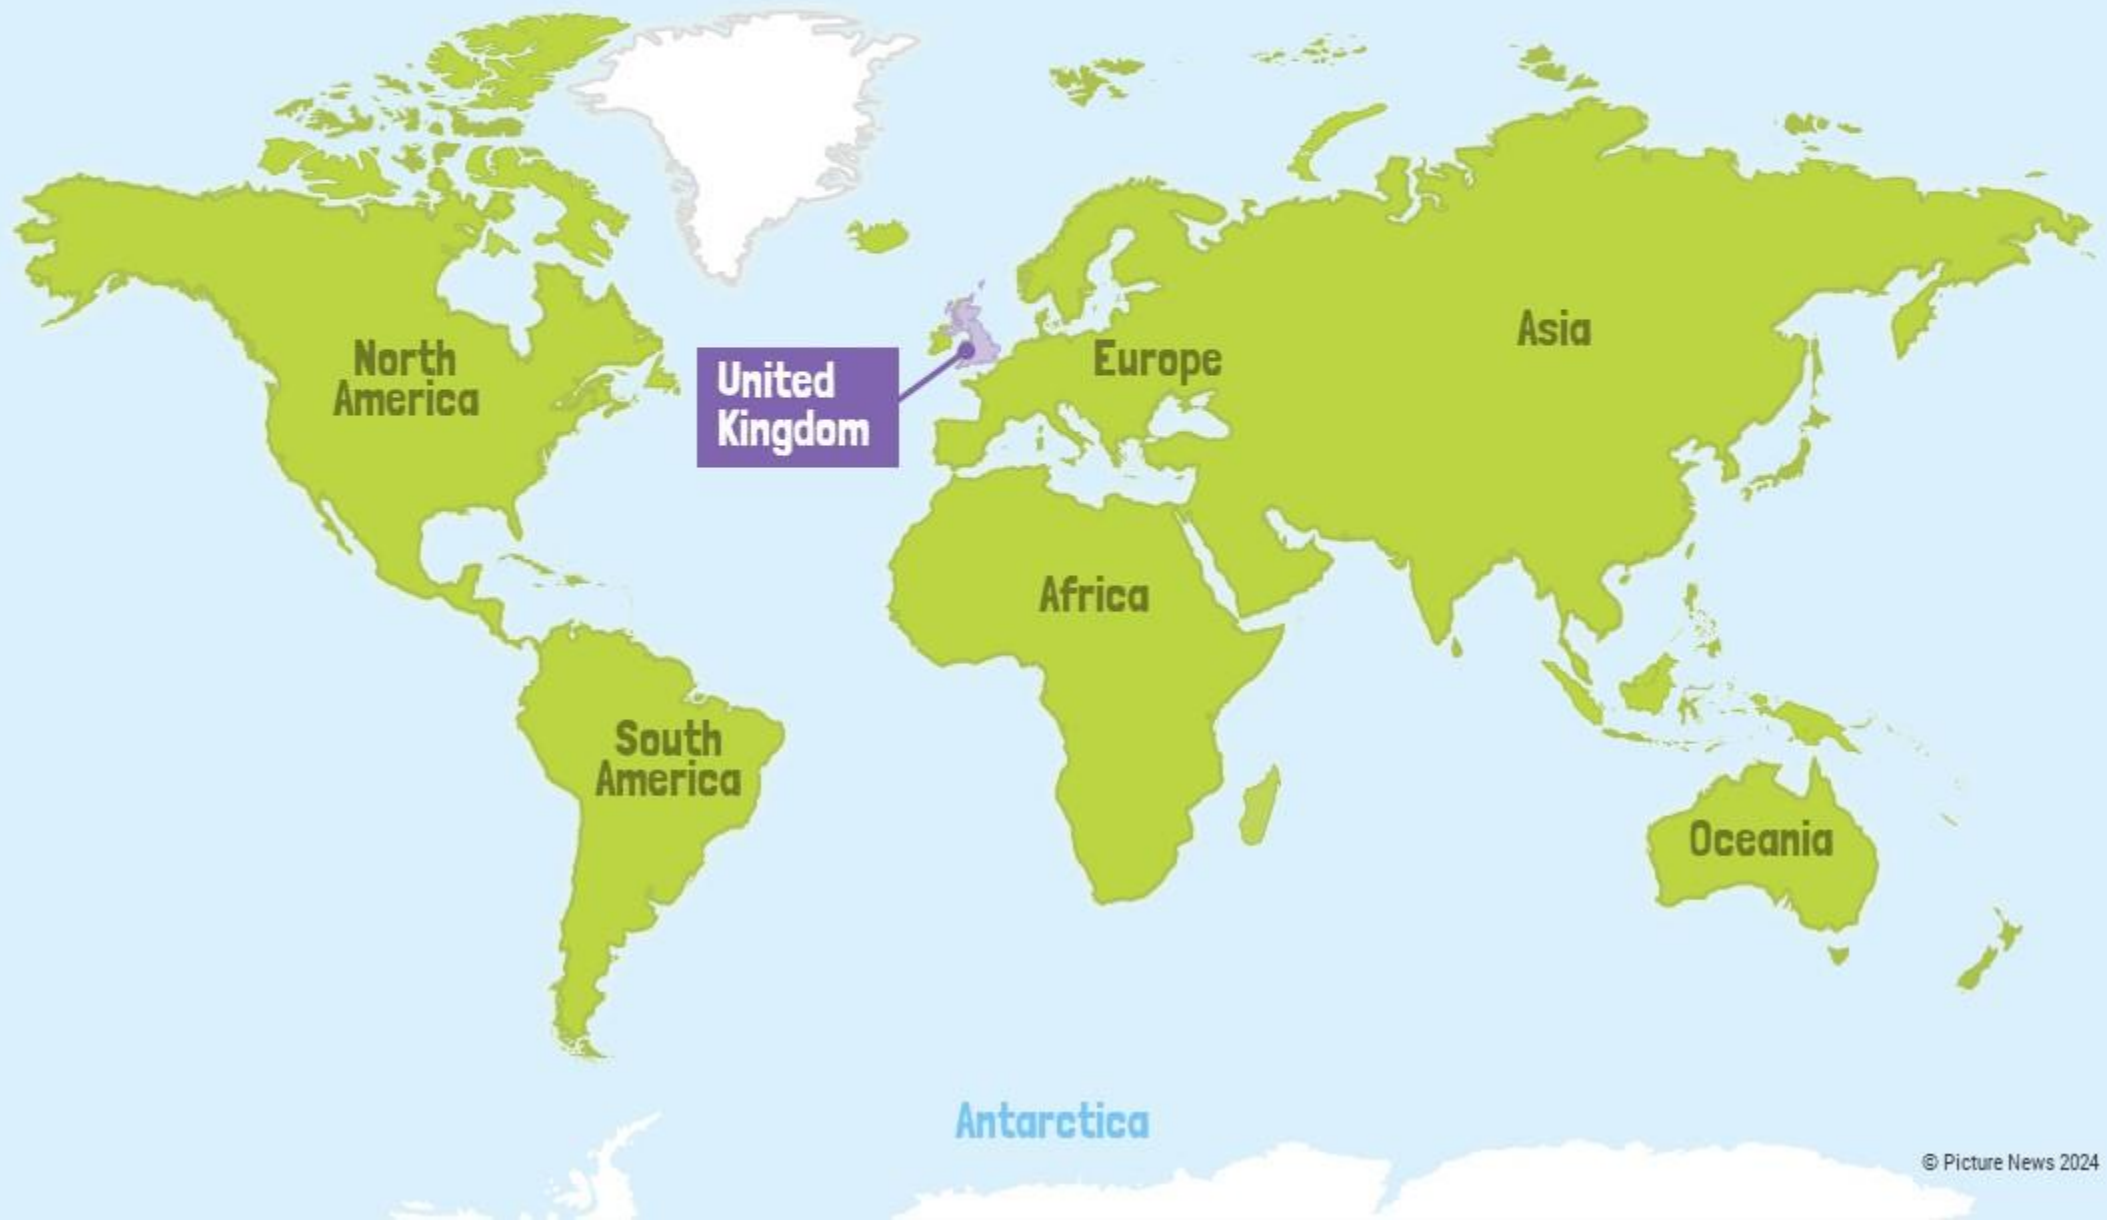 North
America
United
Kingdom
Europe
Asia
Africa
South
America
Oceania
Antarctica
© Picture News 2024